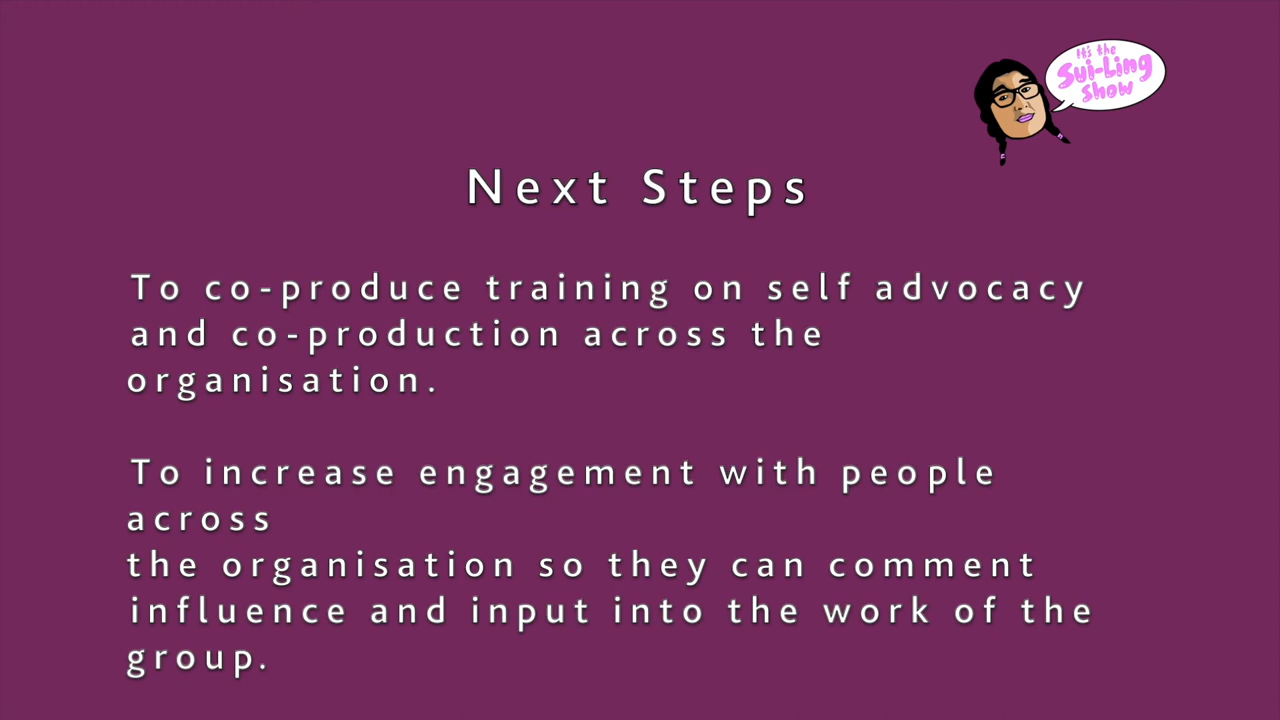 It's the
Sui-Ling
Show
Next Steps
To co-produce training on self advocacy
and co-production across the
organisation.
To increase engagement with people
across
the organisation so they can comment
influence and input into the work of the
group.